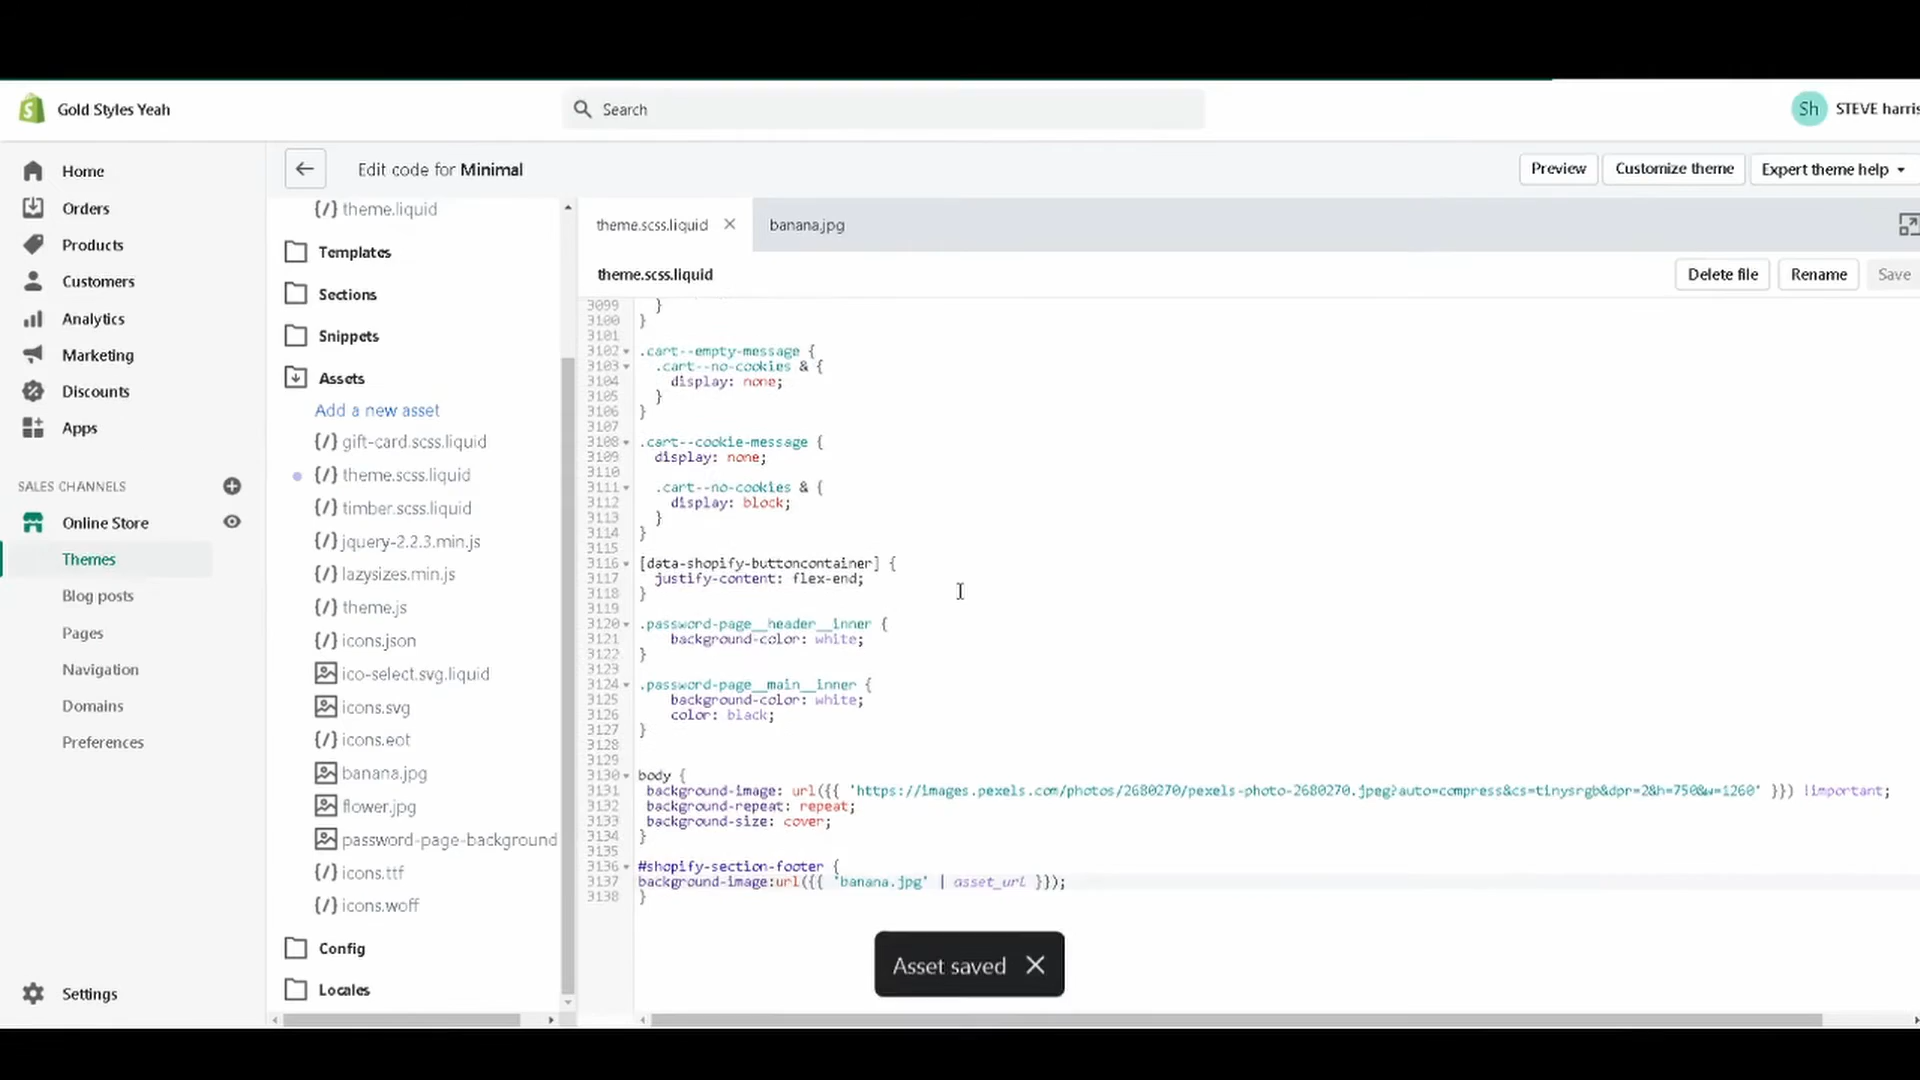 Gold Styles Yeah
Search
Sh
STEVE harris
Home
Orders
Products
Customers
Analytics
Marketing
Discounts
Apps
SALES CHANNELS
Online Store
Themes
Blog posts
Pages
Navigation
Domains
Preferences
Settings
Edit code for Minimal
Preview
Customize theme
Expert theme help
{/} theme.liquid
Templates
Sections
Snippets
Assets
Add a new asset
{/} gift-card.scss.liquid
{/} theme.scss.liquid
{/} timber.scss.liquid
{/} jquery-2.2.3.min.js
{/} lazysizes.min.js
{/} theme.js
{/} icons.json
ico-select.svg.liquid
icons.svg
{/} icons.eot
banana.jpg
flower.jpg
password-page-background
{/} icons.ttf
{/} icons.woff
Config
Locales
theme.scss.liquid
banana.jpg
theme.scss.liquid
Delete file
Rename
Save
3099 }
3100 }
3101
3102 .cart--empty-message {
3103 .cart--no-cookies & {
3104 display: none;
3105 }
3106 }
3107
3108 .cart--cookie-message {
3109 display: none;
3110
3111 .cart--no-cookies & {
3112 display: block;
3113 }
3114 }
3115
3116 [data-shopify-buttoncontainer] {
3117 justify-content: flex-end;
3118 }
3119
3120 .password-page__header__inner {
3121 background-color: white;
3122 }
3123
3124 .password-page__main__inner {
3125 background-color: white;
3126 color: black;
3127 }
3128
3129
3130 body {
3131 background-image: url({{ 'https://images.pexels.com/photos/2680270/pexels-photo-2680270.jpeg?auto=compress&cs=tinysrgb&dpr=2&h=750&w=1260' }}) !important;
3132 background-repeat: repeat;
3133 background-size: cover;
3134 }
3135
3136 #shopify-section-footer {
3137 background-image:url({{ 'banana.jpg' | asset_url }});
3138 }
Asset saved